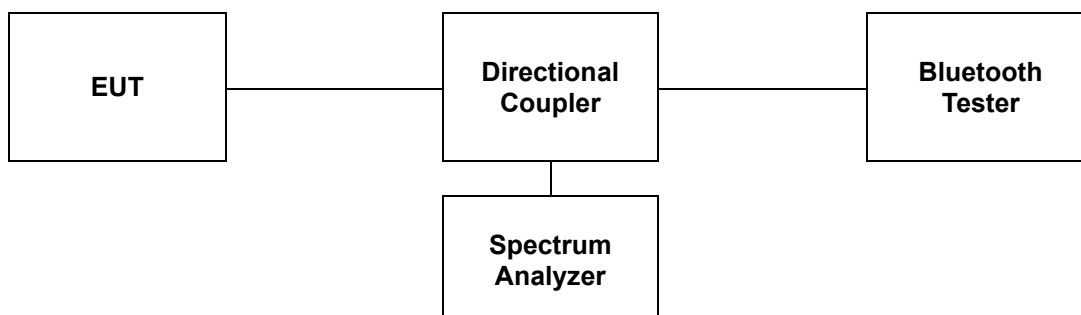 EUT
Directional
Coupler
Bluetooth
Tester
Spectrum
Analyzer